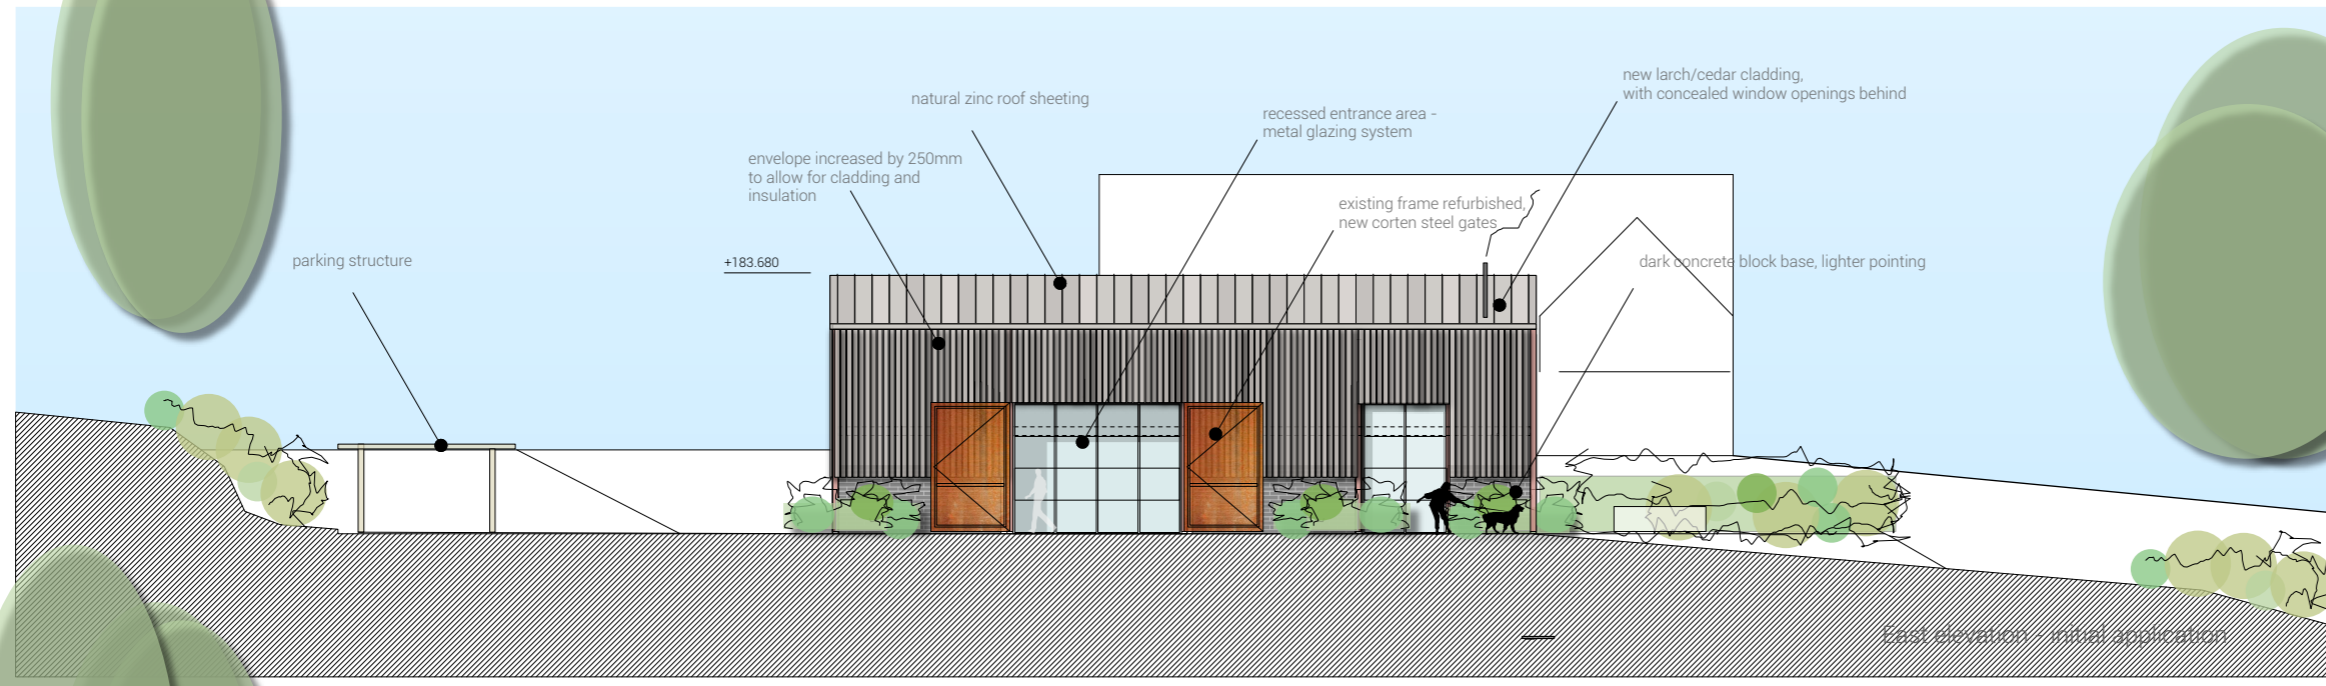 new larch/cedar cladding,
with concealed window openings behind
natural zinc roof sheeting
recessed entrance area -
metal glazing system
envelope increased by 250mm
to allow for cladding and
insulation
existing frame refurbished,
new corten steel gates
parking structure
+183.680
dark concrete block base, lighter pointing
East elevation - initial application